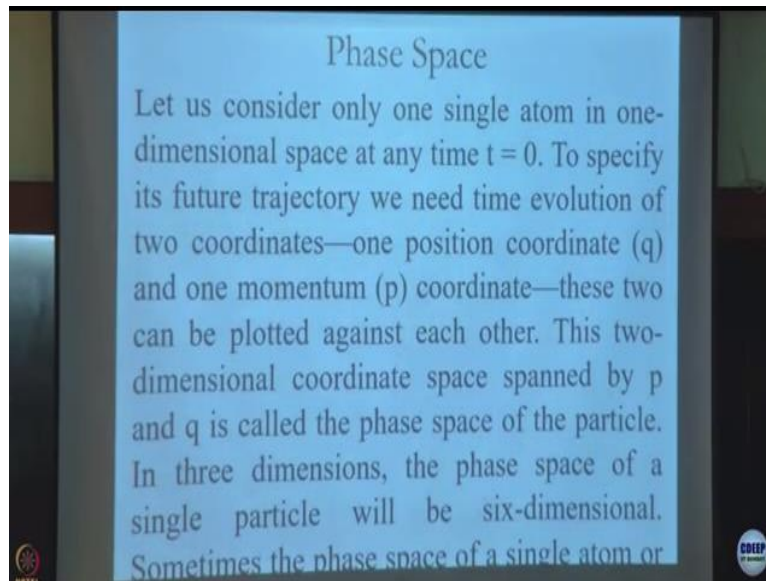 Phase Space
Let us consider only one single atom in one-
dimensional space at any time t = 0. To specify
its future trajectory we need time evolution of
two coordinates—one position coordinate (q)
and one momentum (p) coordinate—these two
can be plotted against each other. This two-
dimensional coordinate space spanned by p
and q is called the phase space of the particle.
In three dimensions, the phase space of a
single particle will be six-dimensional.
Sometimes the phase space of a single atom or
CDEEP
IIT BOMBAY